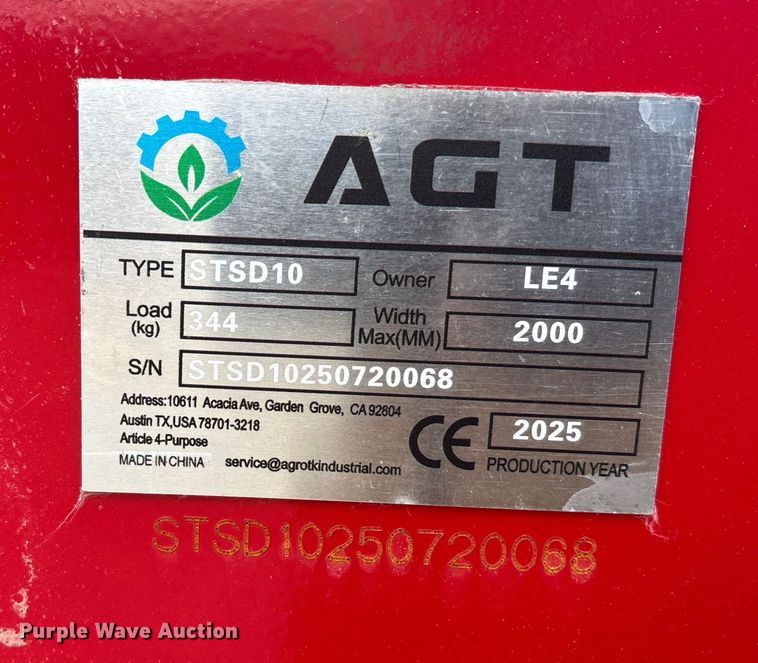 AGT
TYPE STSD10 Owner LE4
Load (kg) 344 Width Max(MM) 2000
S/N STSD10250720068
Address:10611 Acacia Ave, Garden Grove, CA 92804
Austin TX,USA 78701-3218
Article 4-Purpose
MADE IN CHINA service@agrotkindustrial.com
CE 2025
PRODUCTION YEAR
STSD10250720068
Purple Wave Auction